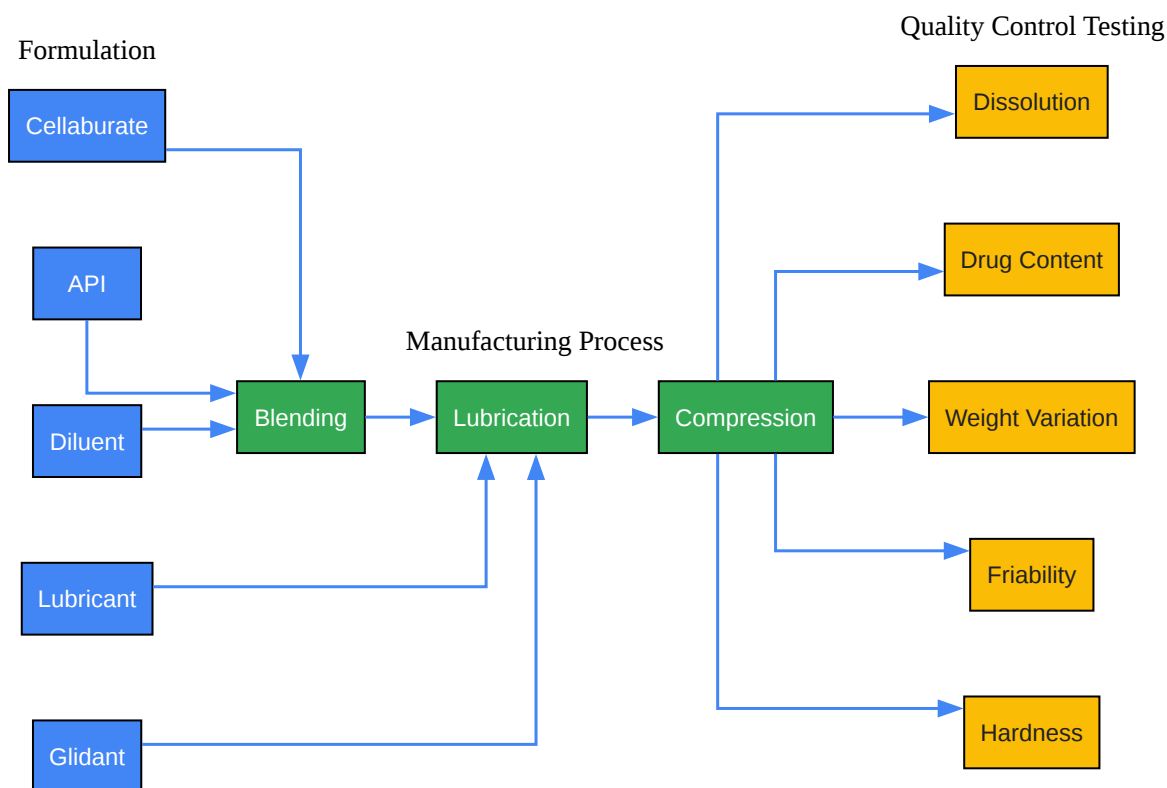 Quality Control Testing
Formulation
Dissolution
Cellaburate
Drug Content
API
Manufacturing Process
Blending
Lubrication
Compression
Weight Variation
Diluent
Friability
Lubricant
Hardness
Glidant